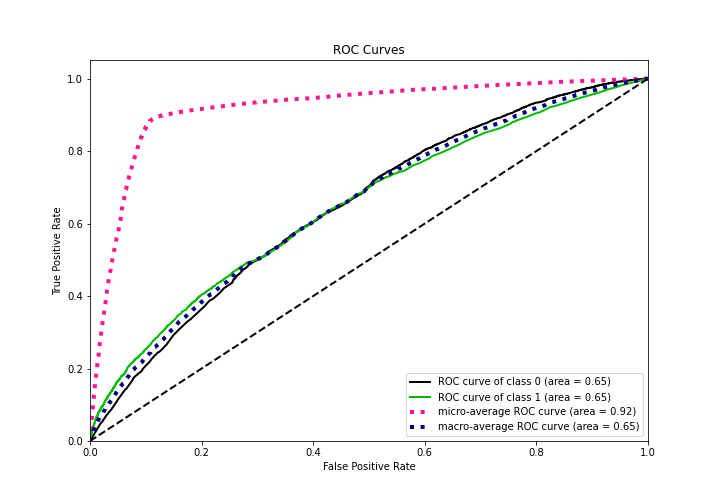 ROC Curves
True Positive Rate
1.0
0.8
0.6
0.4
0.2
0.0
0.0 0.2 0.4 0.6 0.8 1.0
False Positive Rate
ROC curve of class 0 (area = 0.65)
ROC curve of class 1 (area = 0.65)
micro-average ROC curve (area = 0.92)
macro-average ROC curve (area = 0.65)